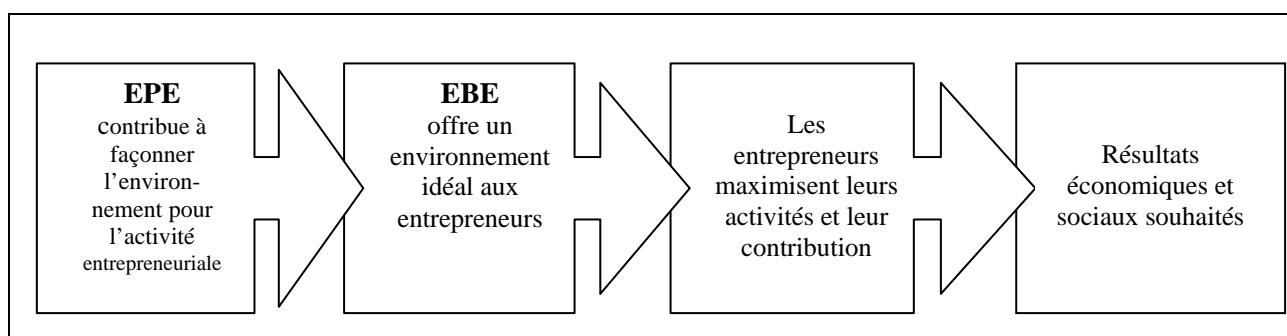 EPE
contribue à
façonner
l’environ-
nement pour
l’activité
entrepreneuriale
EBE
offre un
environnement
idéal aux
entrepreneurs
Les
entrepreneurs
maximisent leurs
activités et leur
contribution
Résultats
économiques et
sociaux souhaités